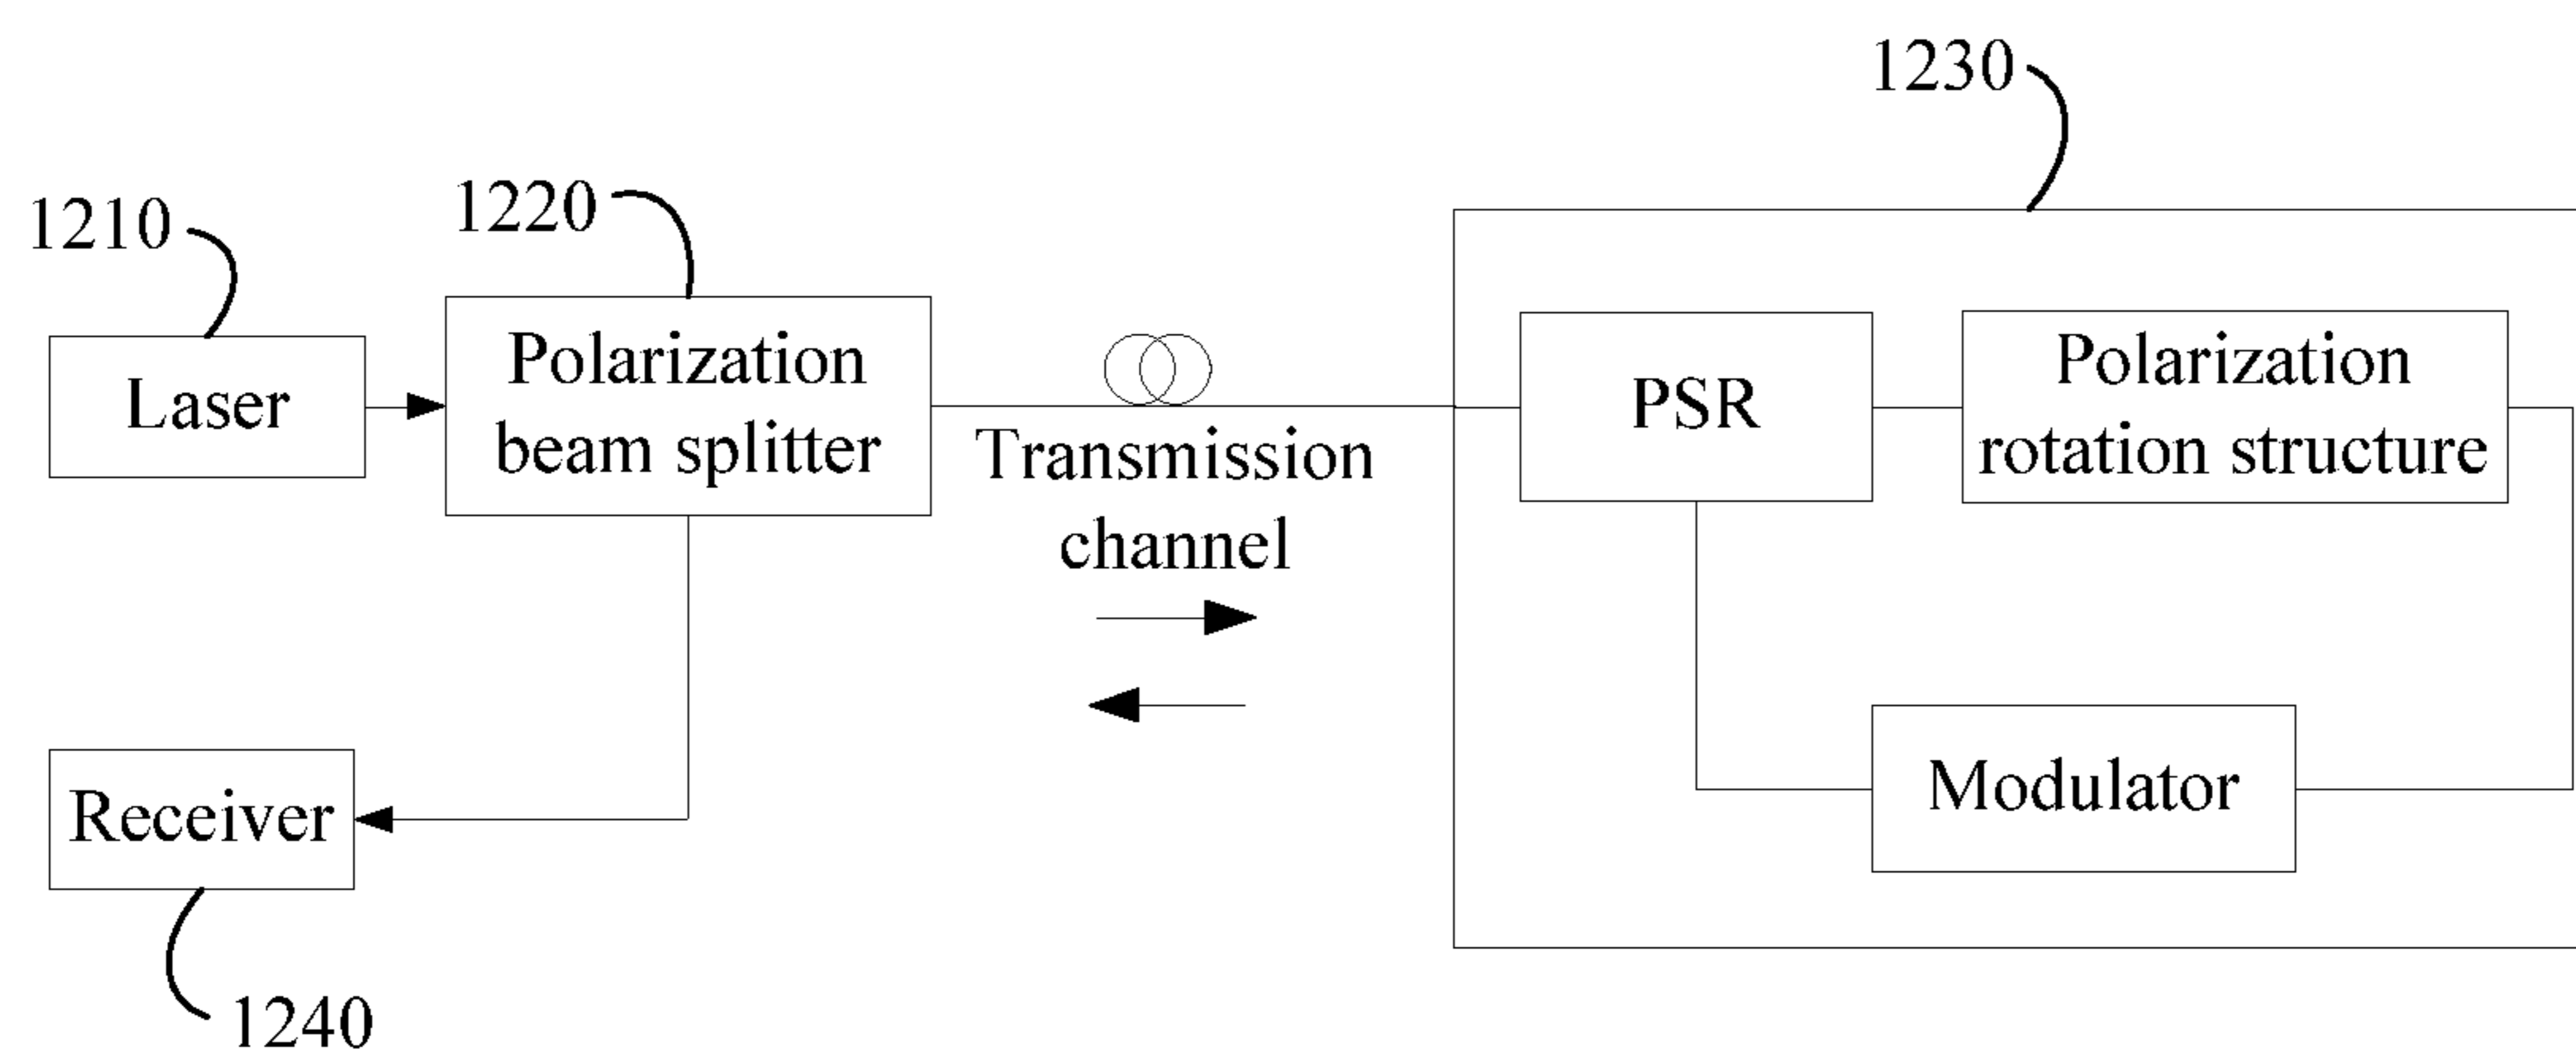 1230
1210
1220
Laser
Polarization
beam splitter
Transmission
channel
PSR
Polarization
rotation structure
Modulator
Receiver
1240